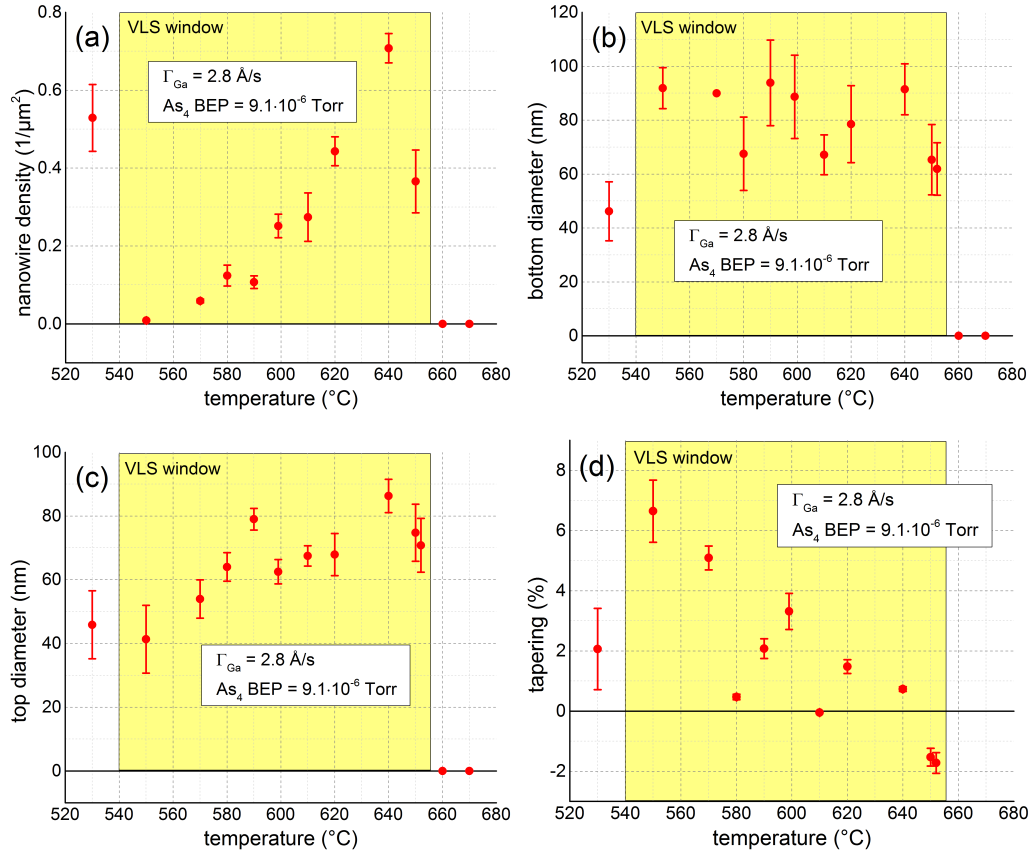 (a)
VLS window
Γ_Ga = 2.8 Å/s
As₄ BEP = 9.1·10⁻⁶ Torr
nanowire density (1/µm²)
0.8
0.6
0.4
0.2
0.0
520 540 560 580 600 620 640 660 680
temperature (°C)
(b)
VLS window
Γ_Ga = 2.8 Å/s
As₄ BEP = 9.1·10⁻⁶ Torr
bottom diameter (nm)
120
100
80
60
40
20
0
520 540 560 580 600 620 640 660 680
temperature (°C)
(c)
VLS window
Γ_Ga = 2.8 Å/s
As₄ BEP = 9.1·10⁻⁶ Torr
top diameter (nm)
100
80
60
40
20
0
520 540 560 580 600 620 640 660 680
temperature (°C)
(d)
VLS window
Γ_Ga = 2.8 Å/s
As₄ BEP = 9.1·10⁻⁶ Torr
tapering (%)
8
6
4
2
0
-2
520 540 560 580 600 620 640 660 680
temperature (°C)